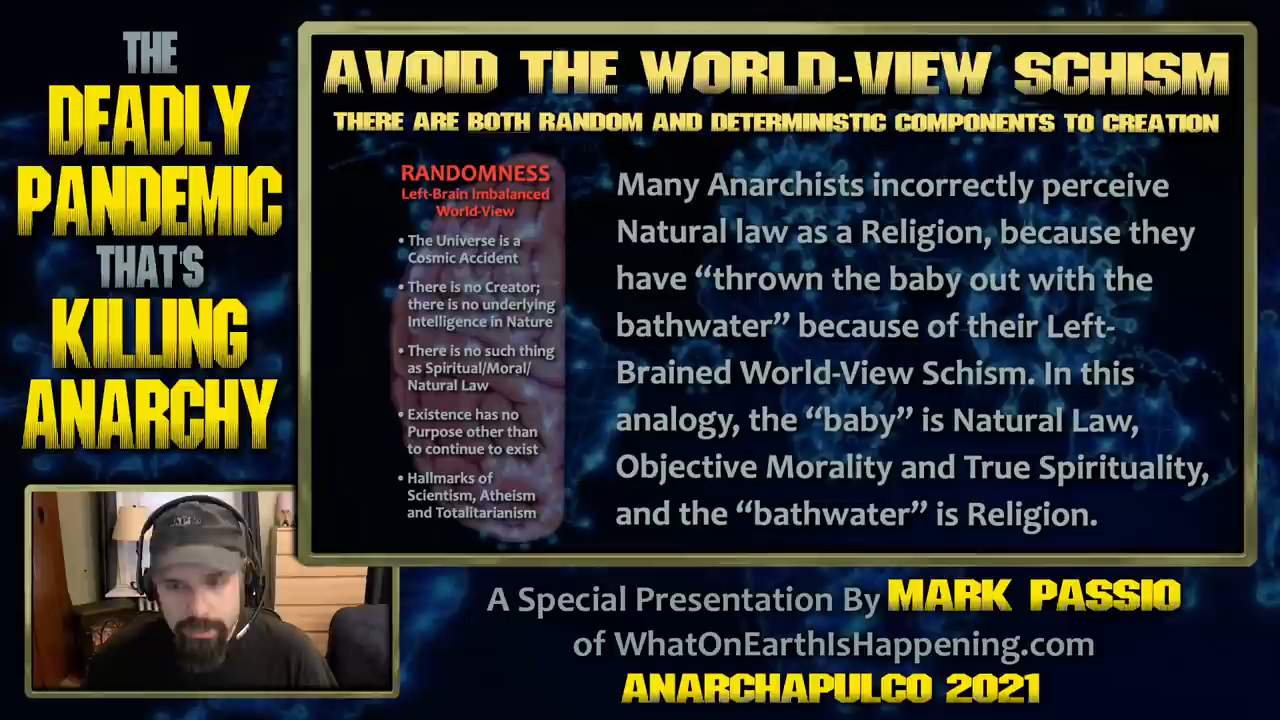 THE
DEADLY
PANDEMIC
THAT'S
KILLING
ANARCHY
AVOID THE WORLD-VIEW SCHISM
THERE ARE BOTH RANDOM AND DETERMINISTIC COMPONENTS TO CREATION
RANDOMNESS
Left-Brain Imbalanced
World-View
• The Universe is a
Cosmic Accident
• There is no Creator;
there is no underlying
Intelligence in Nature
• There is no such thing
as Spiritual/Moral/
Natural Law
• Existence has no
Purpose other than
to continue to exist
• Hallmarks of
Scientism, Atheism
and Totalitarianism
Many Anarchists incorrectly perceive
Natural law as a Religion, because they
have “thrown the baby out with the
bathwater” because of their Left-
Brained World-View Schism. In this
analogy, the “baby” is Natural Law,
Objective Morality and True Spirituality,
and the “bathwater” is Religion.
A Special Presentation By MARK PASSIO
of WhatOnEarthIsHappening.com
ANARCHAPULCO 2021